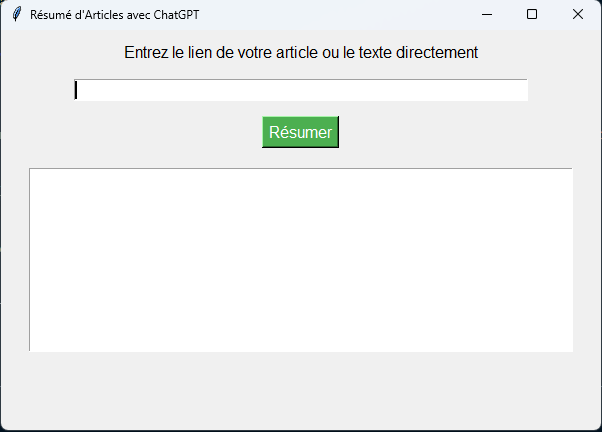 Résumé d'Articles avec ChatGPT
Entrez le lien de votre article ou le texte directement
Résumer